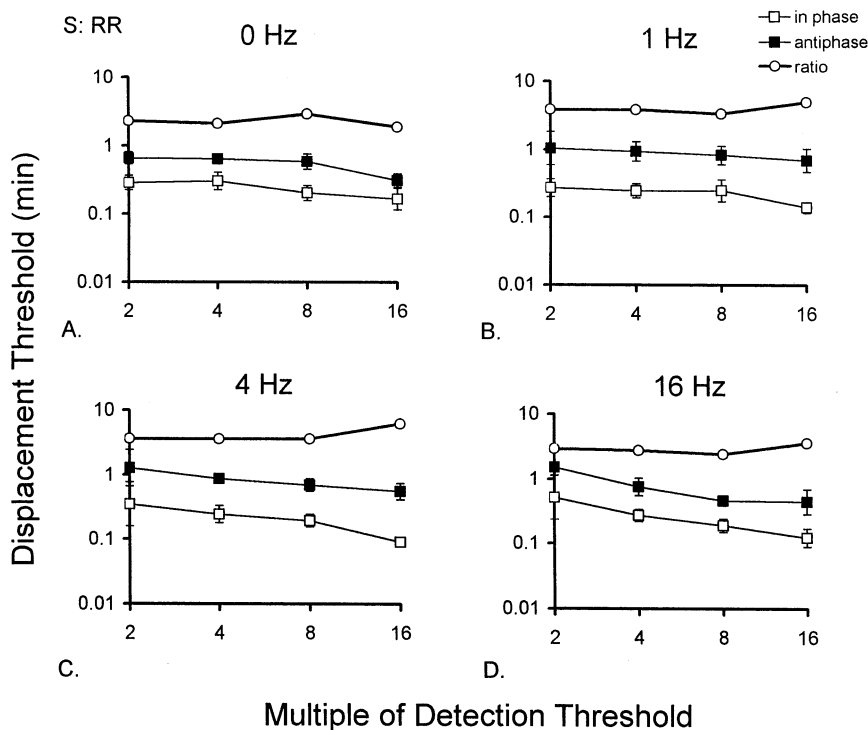 S: RR
in phase
antiphase
ratio
0 Hz
1 Hz
10
1
0.1
0.01
2 4 8 16
A.
10
1
0.1
0.01
2 4 8 16
B.
4 Hz
16 Hz
10
1
0.1
0.01
2 4 8 16
C.
10
1
0.1
0.01
2 4 8 16
D.
Displacement Threshold (min)
Multiple of Detection Threshold